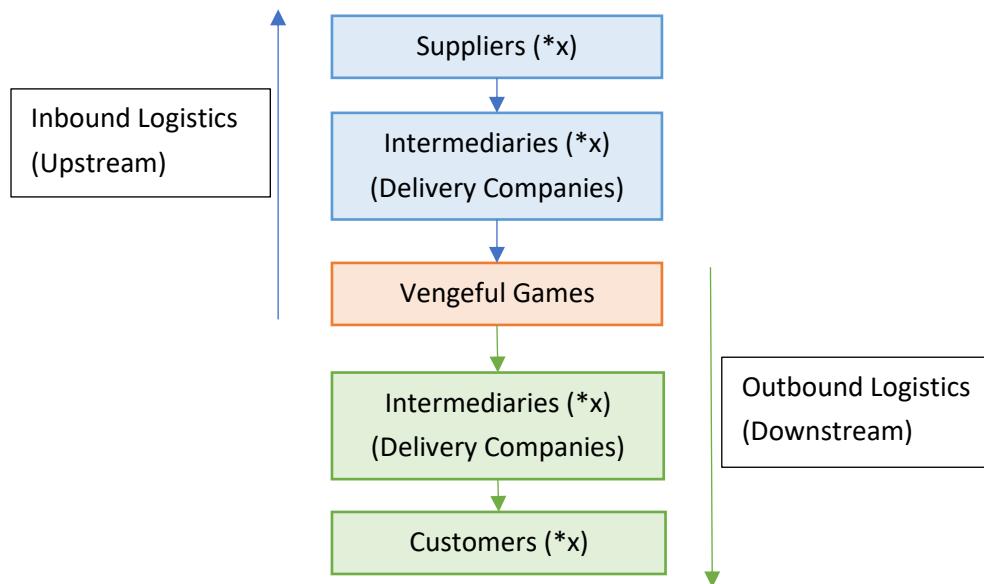 Suppliers (*x)
Inbound Logistics
(Upstream)
Intermediaries (*x)
(Delivery Companies)
Vengeful Games
Intermediaries (*x)
(Delivery Companies)
Outbound Logistics
(Downstream)
Customers (*x)